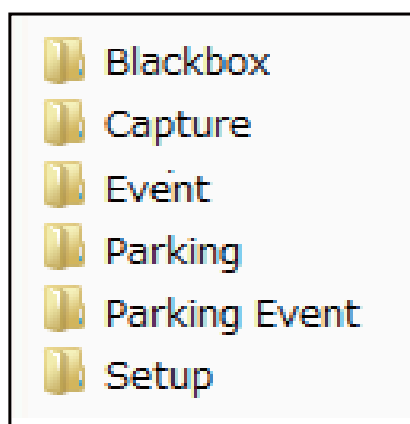 Blackbox
Capture
Event
Parking
Parking Event
Setup